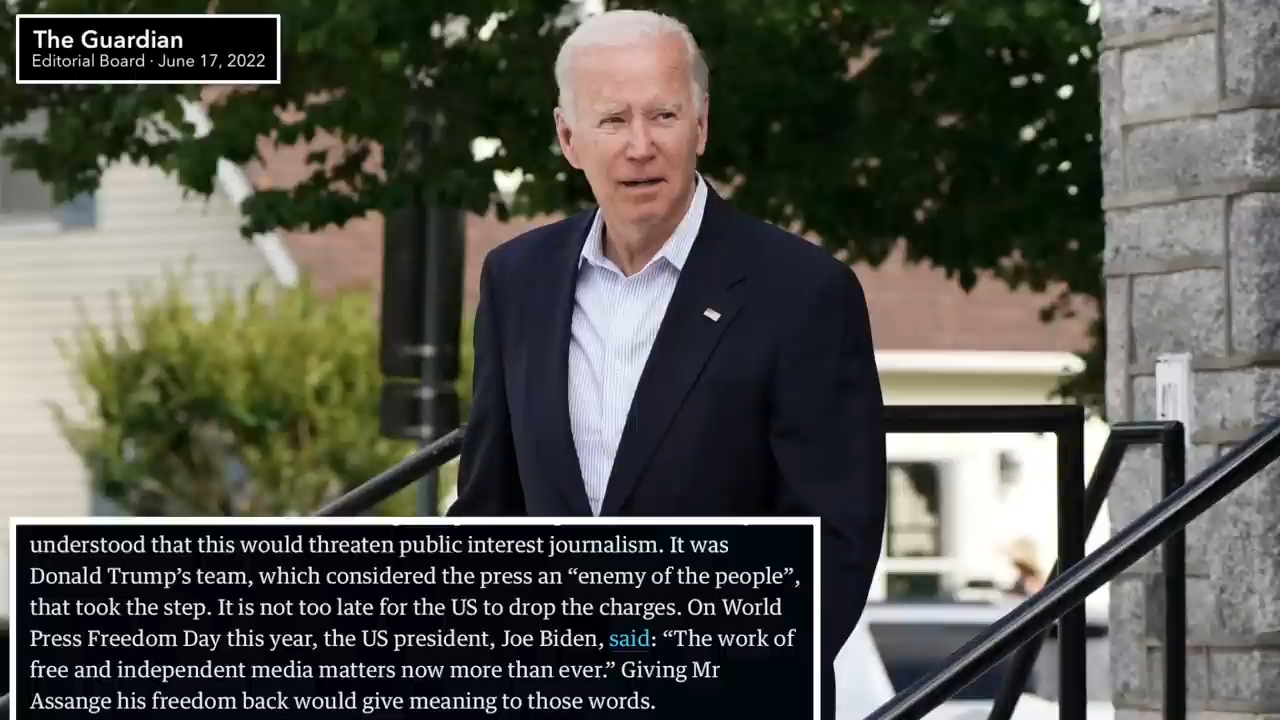 The Guardian
Editorial Board · June 17, 2022
understood that this would threaten public interest journalism. It was
Donald Trump’s team, which considered the press an “enemy of the people”,
that took the step. It is not too late for the US to drop the charges. On World
Press Freedom Day this year, the US president, Joe Biden, said: “The work of
free and independent media matters now more than ever.” Giving Mr
Assange his freedom back would give meaning to those words.